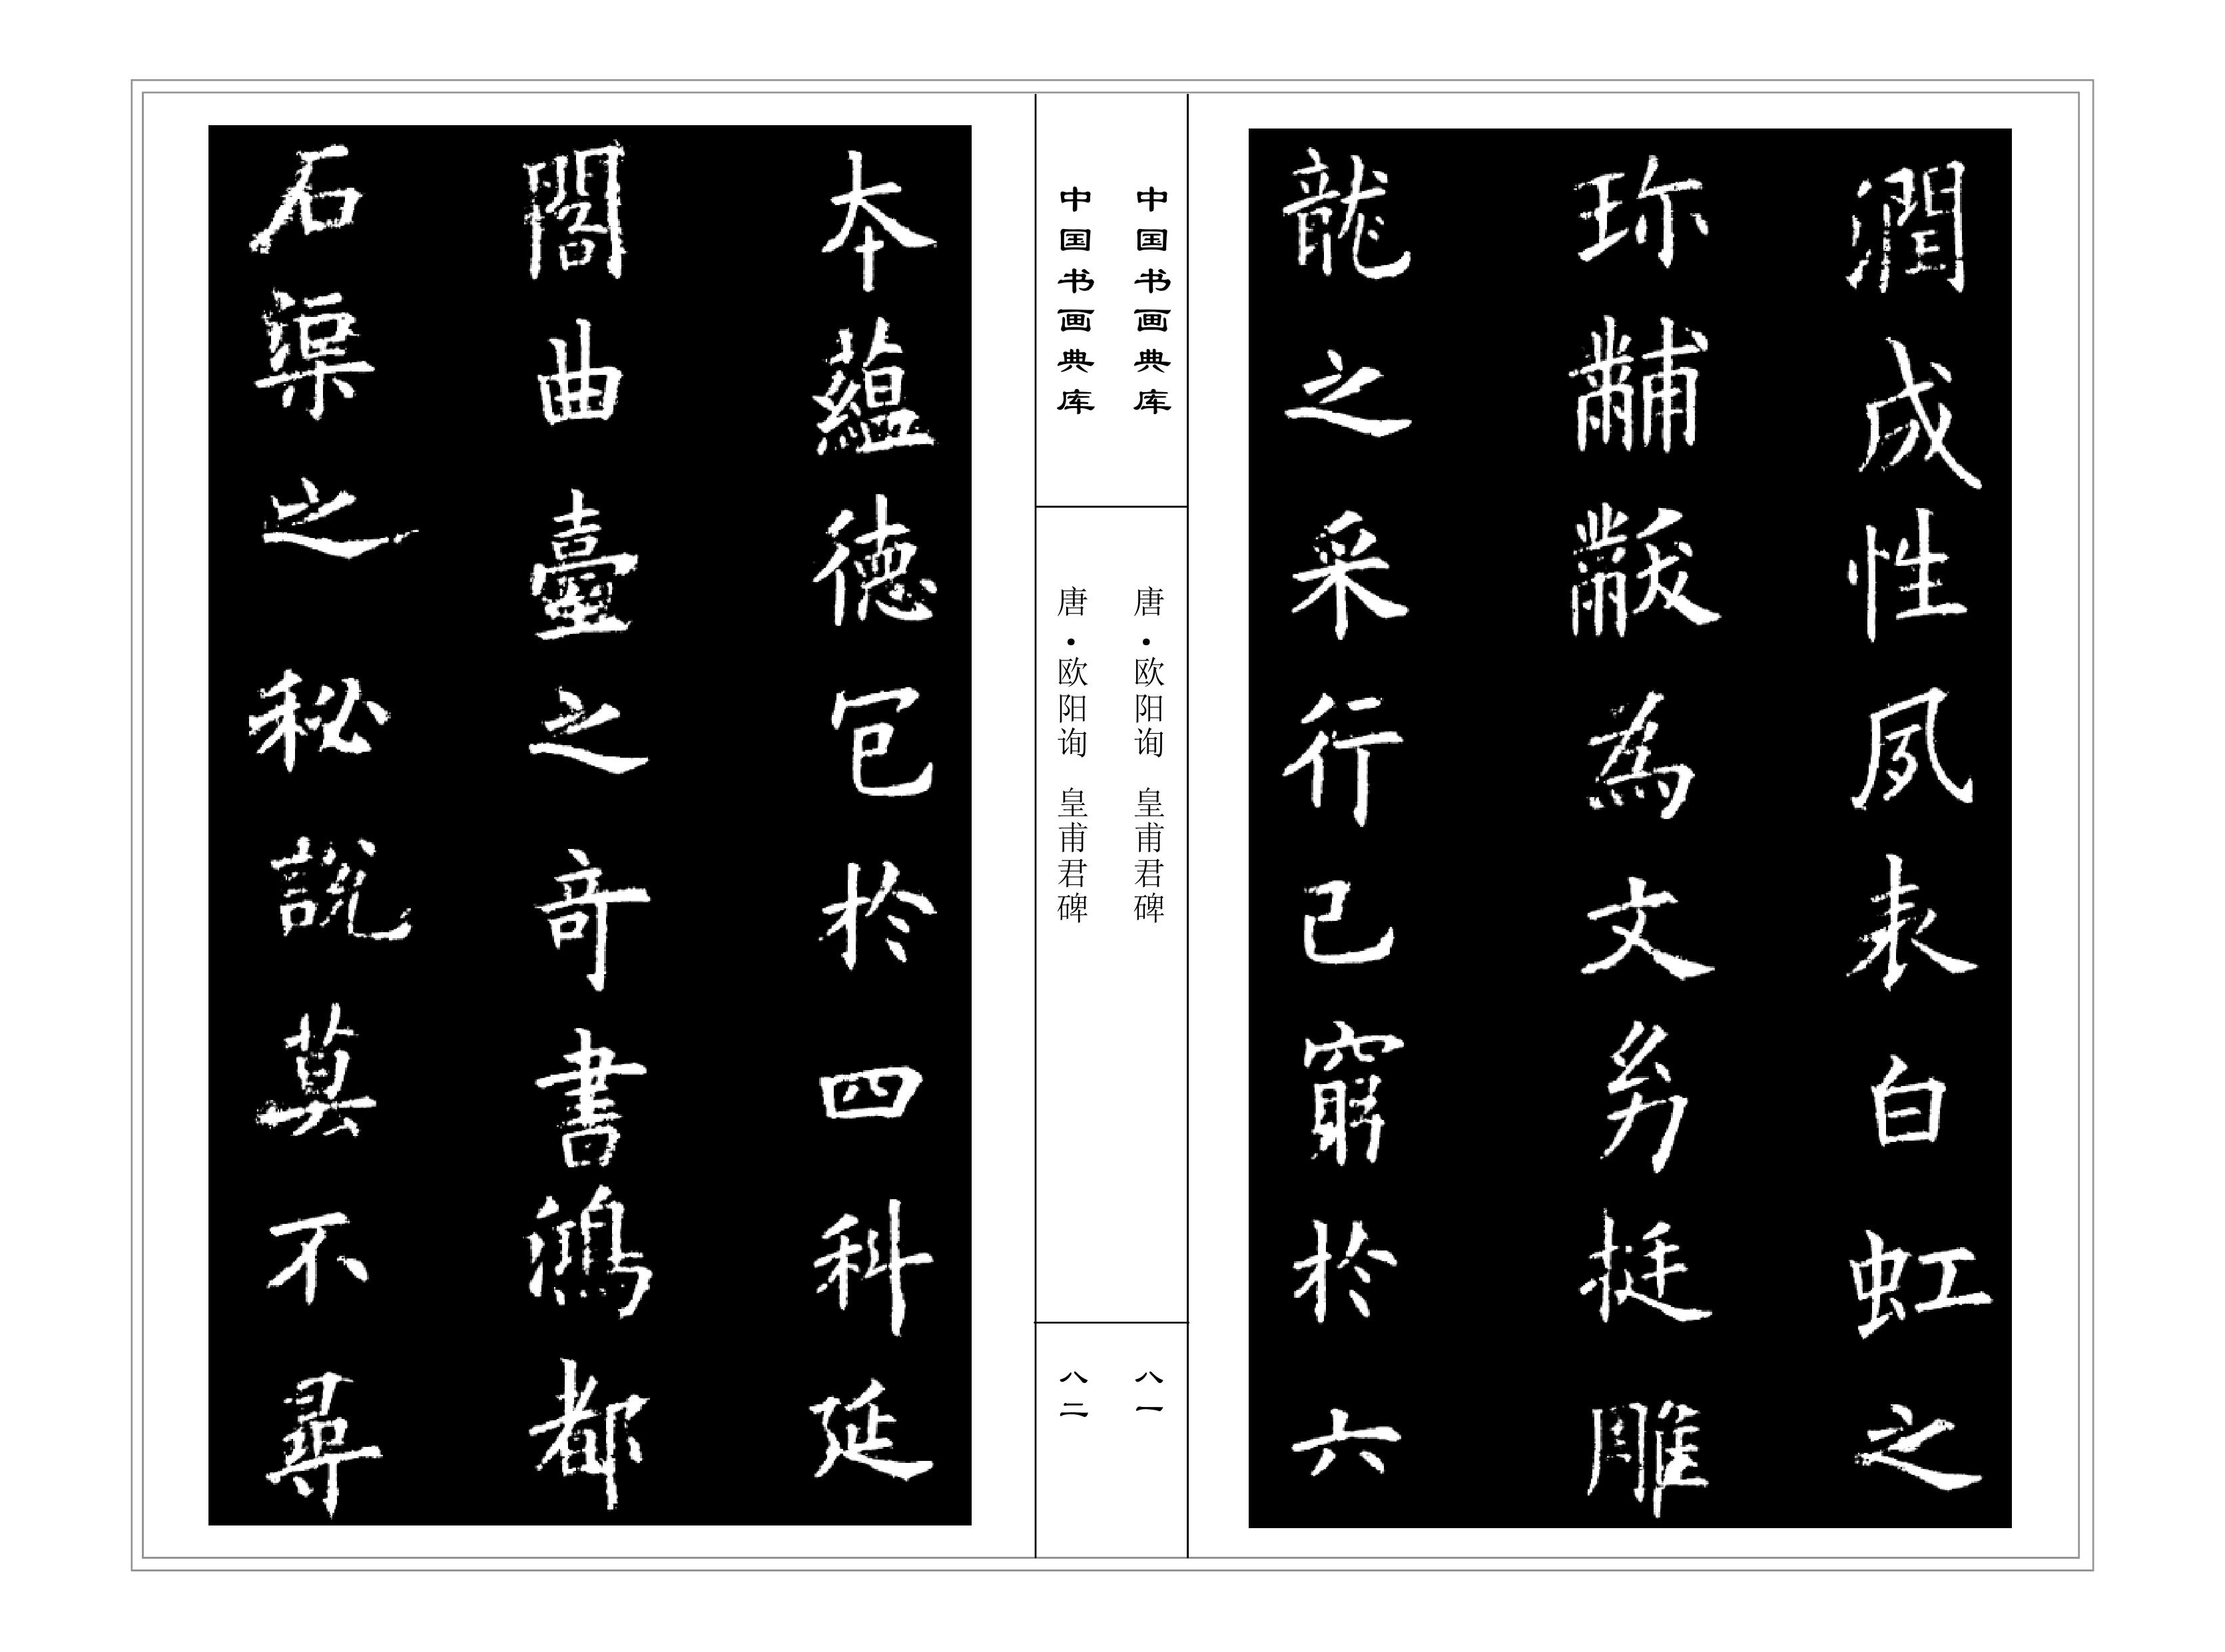 潤成性夙表白虹之
珎黼黻為文㓜挺雕
龍之采行己窮於六
中国书画典库
唐·欧阳询 皇甫君碑
八一
中国书画典库
唐·欧阳询 皇甫君碑
八二
本蘊德包於四科延
閣曲臺之竒書鴻都
石渠之秘說莫不尋